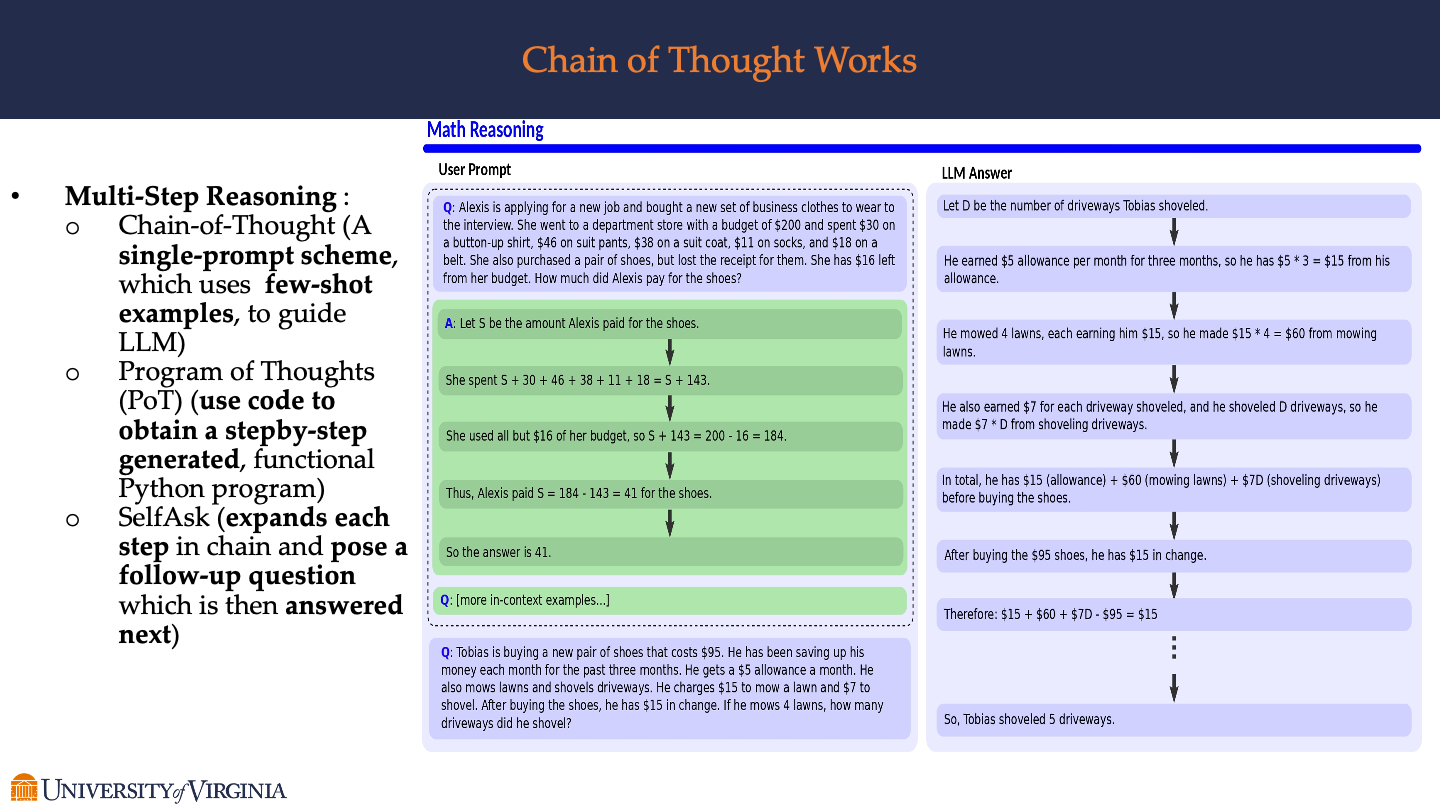 Chain of Thought Works
• Multi-Step Reasoning :
o Chain-of-Thought (A
single-prompt scheme,
which uses few-shot
examples, to guide
LLM)
o Program of Thoughts
(PoT) (use code to
obtain a stepby-step
generated, functional
Python program)
o SelfAsk (expands each
step in chain and pose a
follow-up question
which is then answered
next)
Math Reasoning
User Prompt
Q: Alexis is applying for a new job and bought a new set of business clothes to wear to
the interview. She went to a department store with a budget of $200 and spent $30 on
a button-up shirt, $46 on suit pants, $38 on a suit coat, $11 on socks, and $18 on a
belt. She also purchased a pair of shoes, but lost the receipt for them. She has $16 left
from her budget. How much did Alexis pay for the shoes?
A: Let S be the amount Alexis paid for the shoes.
She spent S + 30 + 46 + 38 + 11 + 18 = S + 143.
She used all but $16 of her budget, so S + 143 = 200 - 16 = 184.
Thus, Alexis paid S = 184 - 143 = 41 for the shoes.
So the answer is 41.
Q: [more in-context examples...]
Q: Tobias is buying a new pair of shoes that costs $95. He has been saving up his
money each month for the past three months. He gets a $5 allowance a month. He
also mows lawns and shovels driveways. He charges $15 to mow a lawn and $7 to
shovel. After buying the shoes, he has $15 in change. If he mows 4 lawns, how many
driveways did he shovel?
LLM Answer
Let D be the number of driveways Tobias shoveled.
He earned $5 allowance per month for three months, so he has $5 * 3 = $15 from his
allowance.
He mowed 4 lawns, each earning him $15, so he made $15 * 4 = $60 from mowing
lawns.
He also earned $7 for each driveway shoveled, and he shoveled D driveways, so he
made $7 * D from shoveling driveways.
In total, he has $15 (allowance) + $60 (mowing lawns) + $7D (shoveling driveways)
before buying the shoes.
After buying the $95 shoes, he has $15 in change.
Therefore: $15 + $60 + $7D - $95 = $15
So, Tobias shoveled 5 driveways.
UNIVERSITY of VIRGINIA